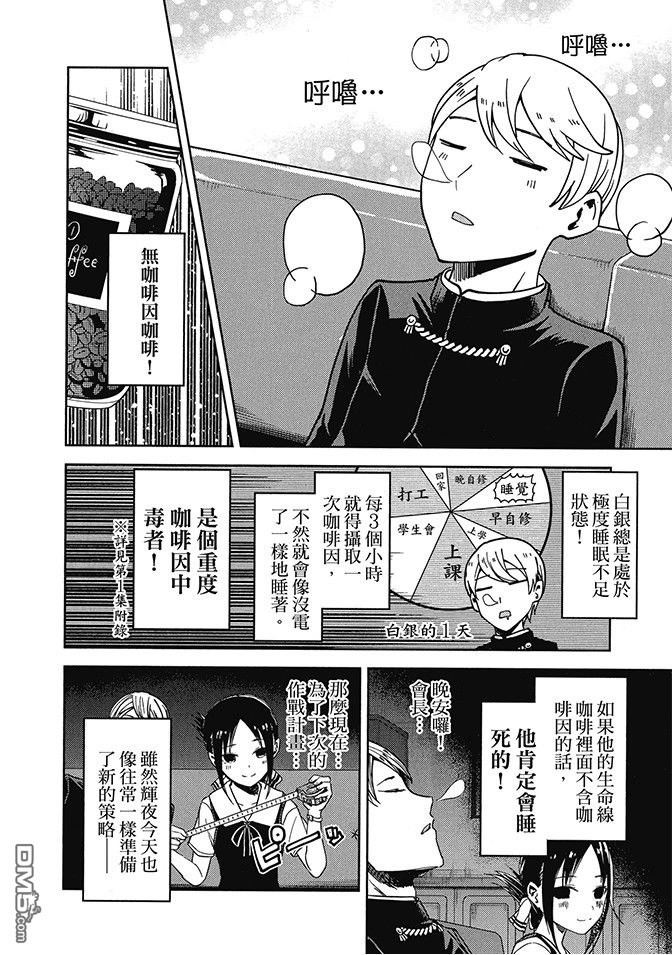 呼嚕…
呼嚕…
D
Coffee
無咖啡因咖啡！
白銀總是處於
極度睡眠不足
狀態！
睡覺
晚自修
回家
打工
學生會
上課
上學
早自修
白銀的1天
每3個小時
就得攝取一
次咖啡因，
不然就會像沒電
了一樣地睡著。
是個重度
咖啡因中
毒者！
※詳見第1集附錄
如果他的生命線
咖啡裡面不含咖
啡因的話，
他肯定會睡
死的！
晚安囉！
會長…
那麼現在…
為了下次的
作戰計畫…
ピーッ
雖然輝夜今天也
像往常一樣準備
了新的策略——
DM5.com